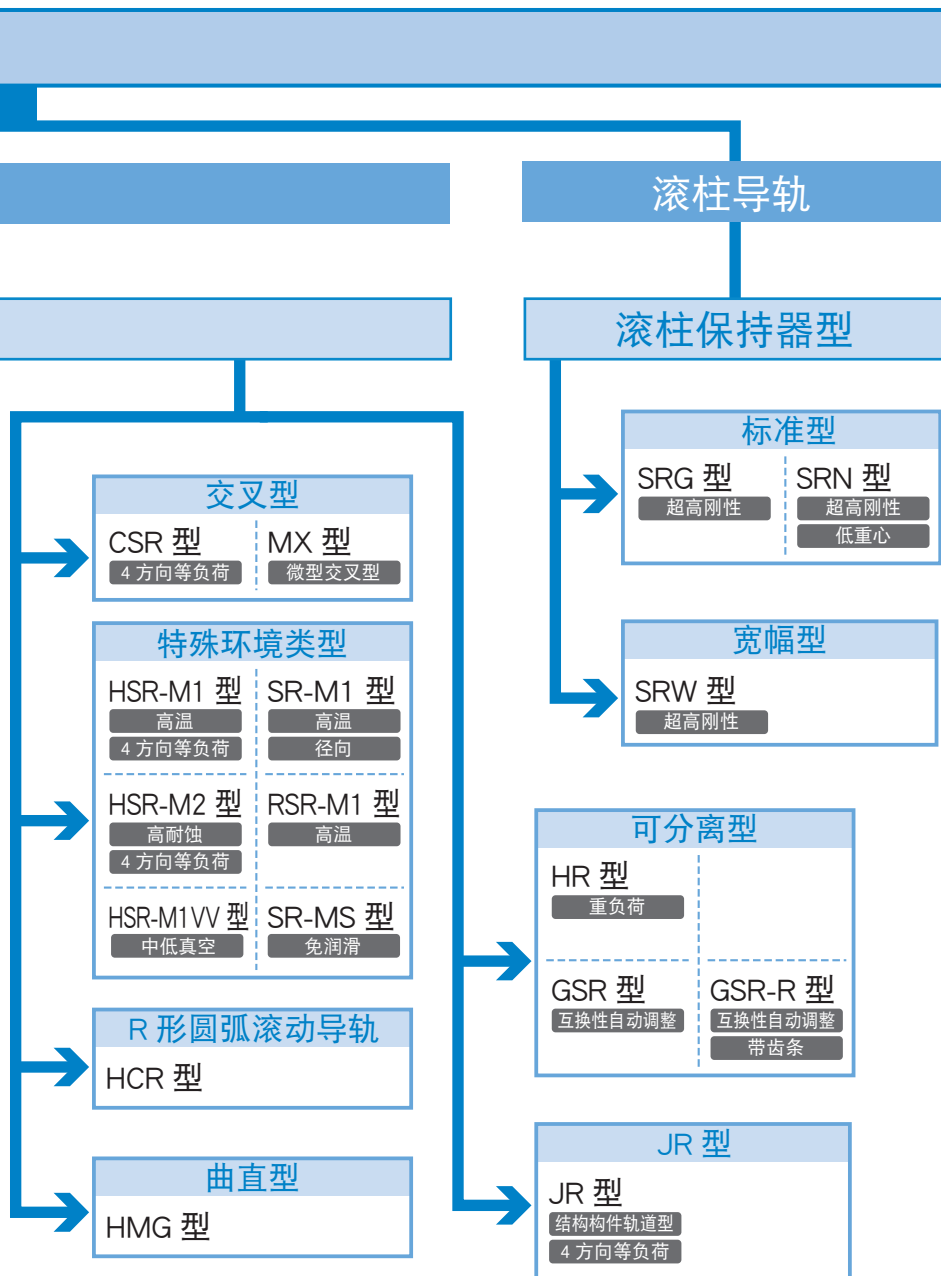 滚柱导轨
滚柱保持器型
标准型
SRG 型
超高刚性
SRN 型
超高刚性
低重心
宽幅型
SRW 型
超高刚性
交叉型
CSR 型
4 方向等负荷
MX 型
微型交叉型
特殊环境类型
HSR-M1 型
高温
4 方向等负荷
SR-M1 型
高温
径向
HSR-M2 型
高耐蚀
4 方向等负荷
RSR-M1 型
高温
HSR-M1VV 型
中低真空
SR-MS 型
免润滑
R 形圆弧滚动导轨
HCR 型
曲直型
HMG 型
可分离型
HR 型
重负荷
GSR 型
互换性自动调整
GSR-R 型
互换性自动调整
带齿条
JR 型
JR 型
结构构件轨道型
4 方向等负荷